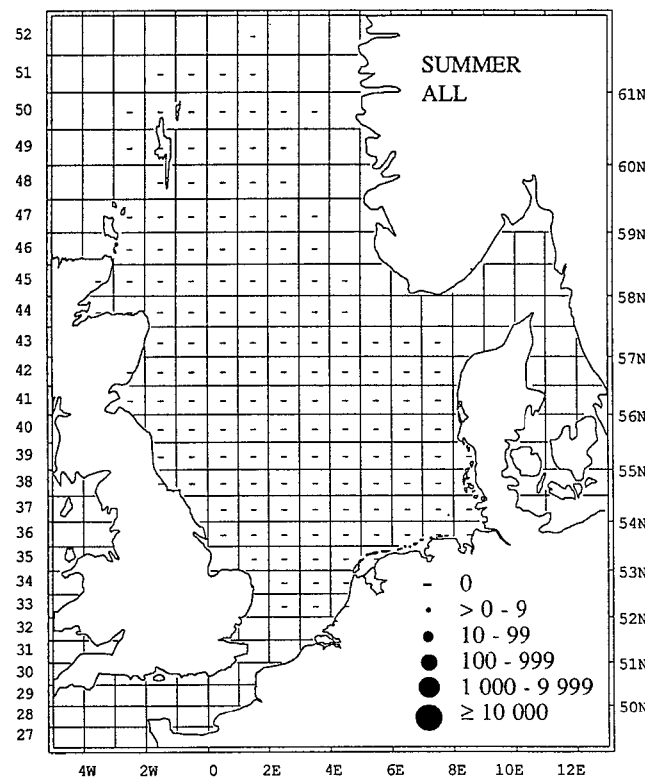 SUMMER
ALL
52
51
50
49
48
47
46
45
44
43
42
41
40
39
38
37
36
35
34
33
32
31
30
29
28
27
61N
60N
59N
58N
57N
56N
55N
54N
53N
52N
51N
50N
- 0
> 0 - 9
10 - 99
100 - 999
1 000 - 9 999
≥ 10 000
4W 2W 0 2E 4E 6E 8E 10E 12E